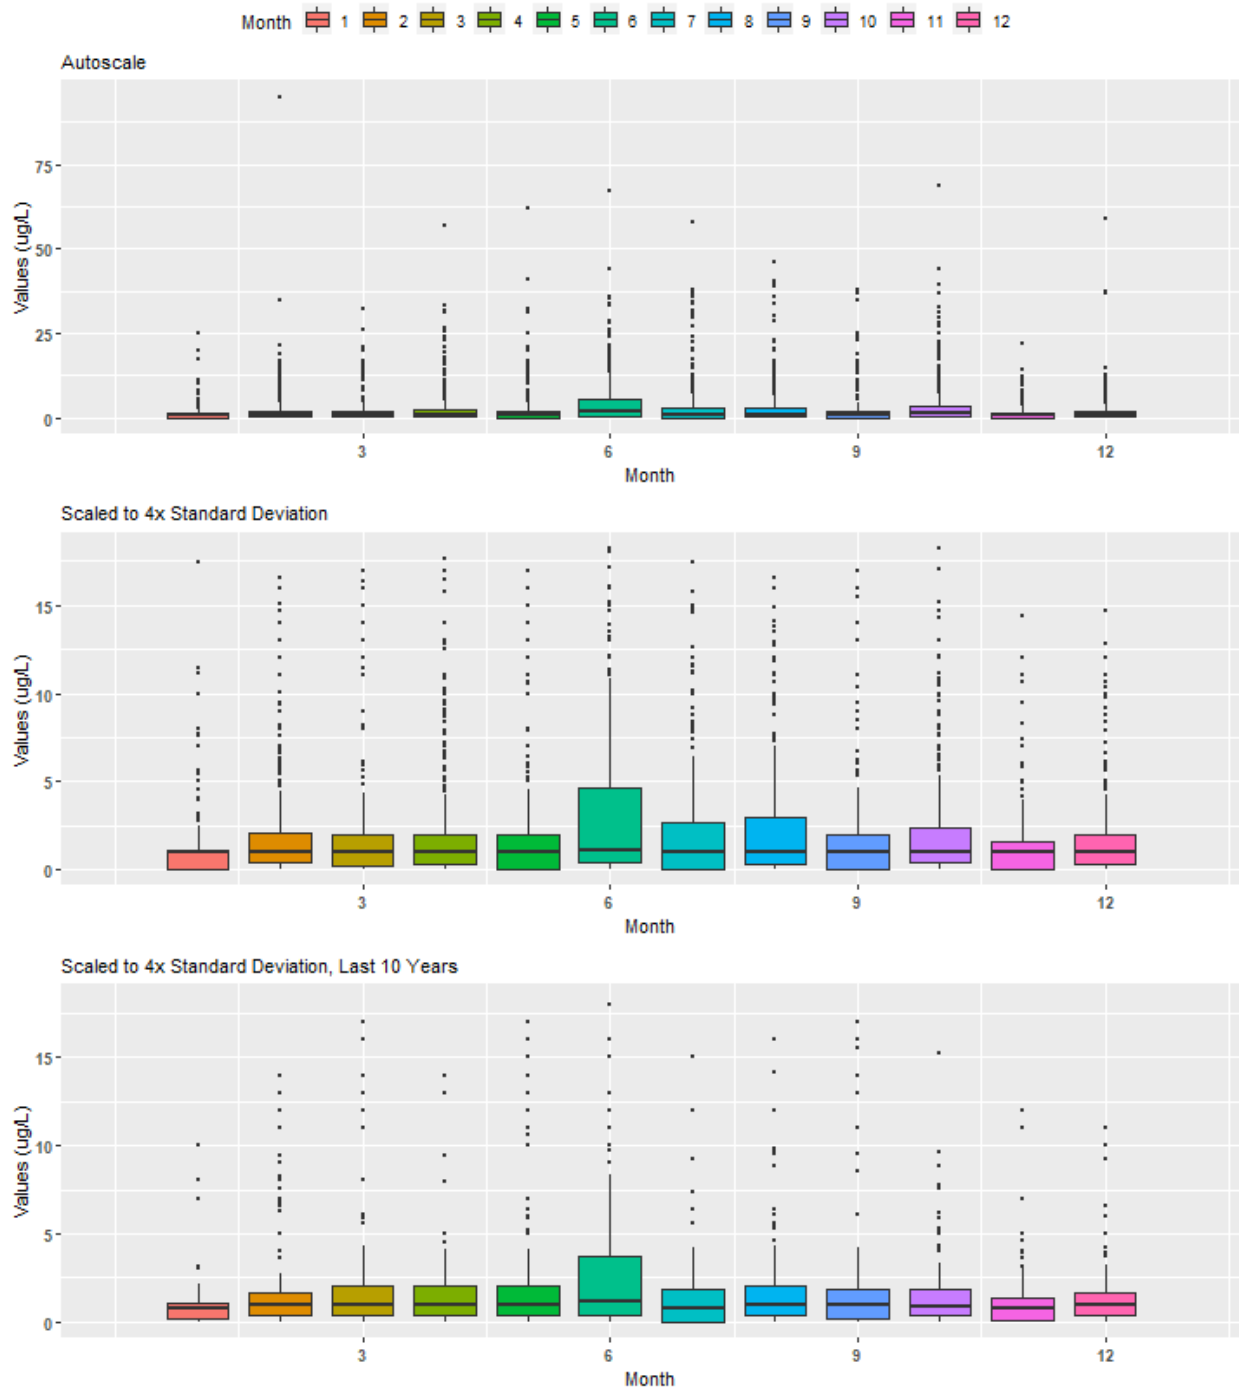 Month 1 2 3 4 5 6 7 8 9 10 11 12
Autoscale
Values (ug/L)
75
50
25
0
3 6 9 12
Month
Scaled to 4x Standard Deviation
Values (ug/L)
15
10
5
0
3 6 9 12
Month
Scaled to 4x Standard Deviation, Last 10 Years
Values (ug/L)
15
10
5
0
3 6 9 12
Month